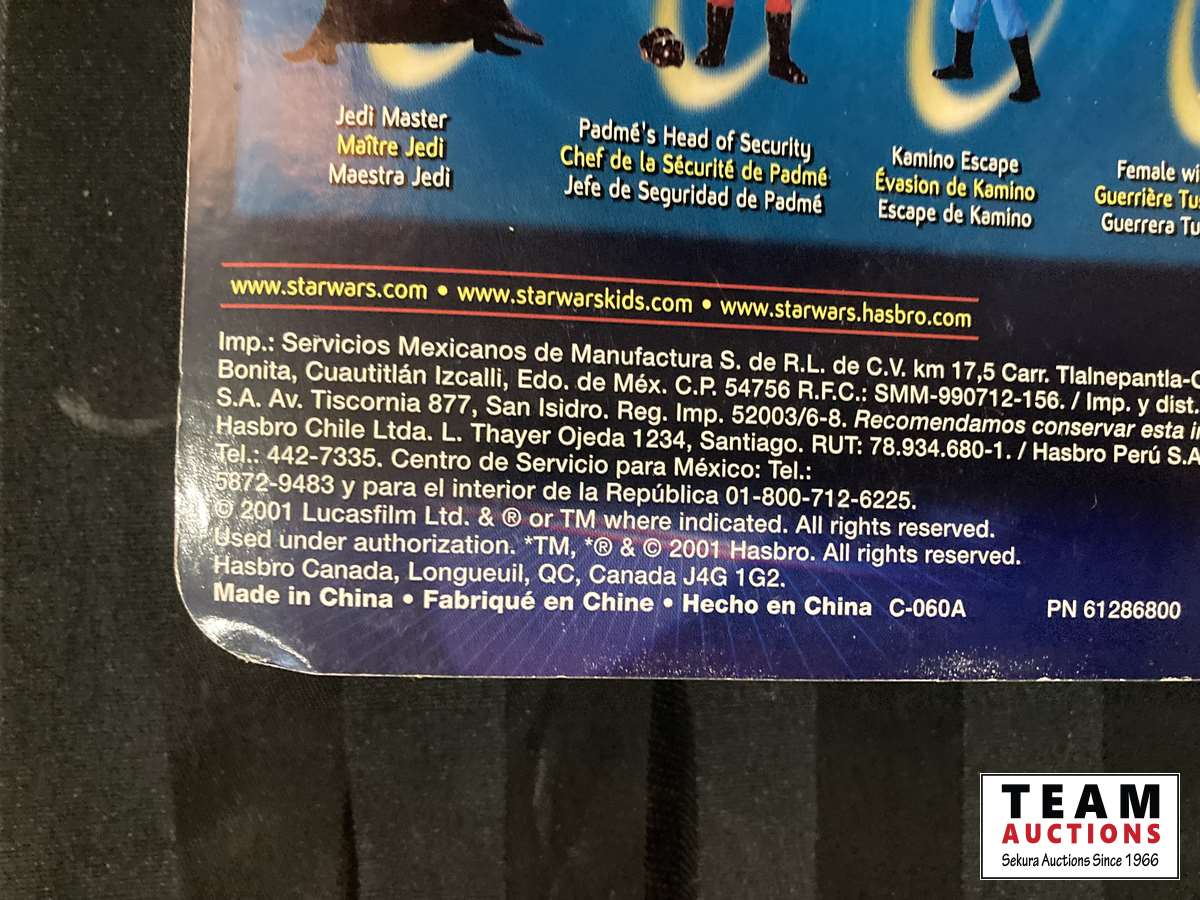 Jedi Master
Maître Jedi
Maestra Jedi
Padmé's Head of Security
Chef de la Sécurité de Padmé
Jefe de Seguridad de Padmé
Kamino Escape
Évasion de Kamino
Escape de Kamino
Female
Guerrière
Guerrera
www.starwars.com • www.starwarskids.com • www.starwars.hasbro.com
Imp.: Servicios Mexicanos de Manufactura S. de R.L. de C.V. km 17,5 Carr. Tlalnepantla-
Bonita, Cuautitlán Izcalli, Edo. de Méx. C.P. 54756 R.F.C.: SMM-990712-156. / Imp. y dist.
S.A. Av. Tiscornia 877, San Isidro. Reg. Imp. 52003/6-8. Recomendamos conservar esta
Hasbro Chile Ltda. L. Thayer Ojeda 1234, Santiago. RUT: 78.934.680-1. / Hasbro Perú S.A
Tel.: 442-7335. Centro de Servicio para México: Tel.:
5872-9483 y para el interior de la República 01-800-712-6225.
© 2001 Lucasfilm Ltd. & ® or TM where indicated. All rights reserved.
Used under authorization. *TM, *® & © 2001 Hasbro. All rights reserved.
Hasbro Canada, Longueuil, QC, Canada J4G 1G2.
Made in China • Fabriqué en Chine • Hecho en China C-060A PN 61286800
TEAM
AUCTIONS
Sekura Auctions Since 1966